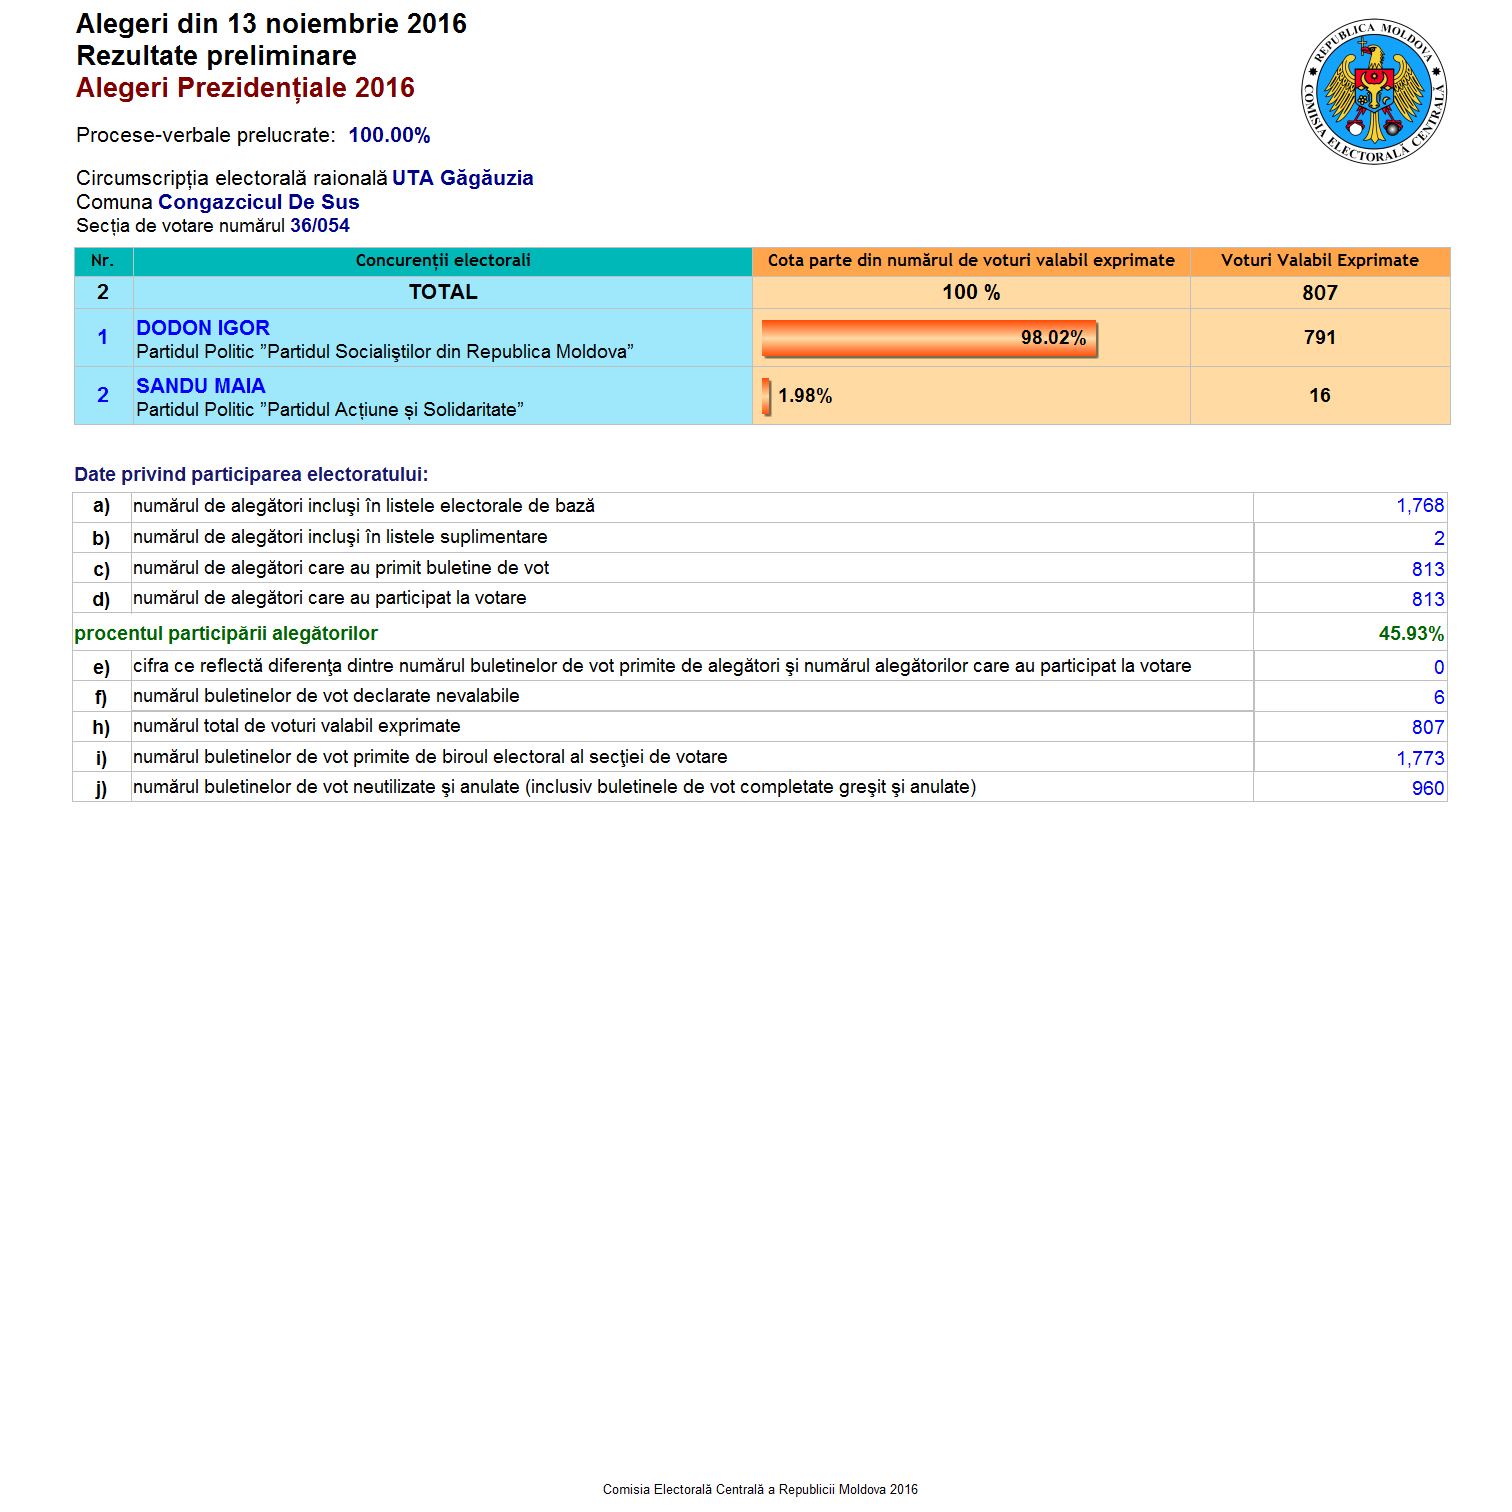 Alegeri din 13 noiembrie 2016
Rezultate preliminare
Alegeri Prezidențiale 2016
REPUBLICA MOLDOVA
COMISIA ELECTORALĂ CENTRALĂ
Procese-verbale prelucrate: 100.00%
Circumscripția electorală raională UTA Găgăuzia
Comuna Congazcicul De Sus
Secția de votare numărul 36/054
Nr. Concurenții electorali Cota parte din numărul de voturi valabil exprimate Voturi Valabil Exprimate
2 TOTAL 100 % 807
1 DODON IGOR 98.02% 791
Partidul Politic ”Partidul Socialiştilor din Republica Moldova”
2 SANDU MAIA 1.98% 16
Partidul Politic ”Partidul Acțiune și Solidaritate”
Date privind participarea electoratului:
a) numărul de alegători incluşi în listele electorale de bază 1,768
b) numărul de alegători incluşi în listele suplimentare 2
c) numărul de alegători care au primit buletine de vot 813
d) numărul de alegători care au participat la votare 813
procentul participării alegătorilor 45.93%
e) cifra ce reflectă diferenţa dintre numărul buletinelor de vot primite de alegători şi numărul alegătorilor care au participat la votare 0
f) numărul buletinelor de vot declarate nevalabile 6
h) numărul total de voturi valabil exprimate 807
i) numărul buletinelor de vot primite de biroul electoral al secţiei de votare 1,773
j) numărul buletinelor de vot neutilizate şi anulate (inclusiv buletinele de vot completate greşit şi anulate) 960
Comisia Electorală Centrală a Republicii Moldova 2016